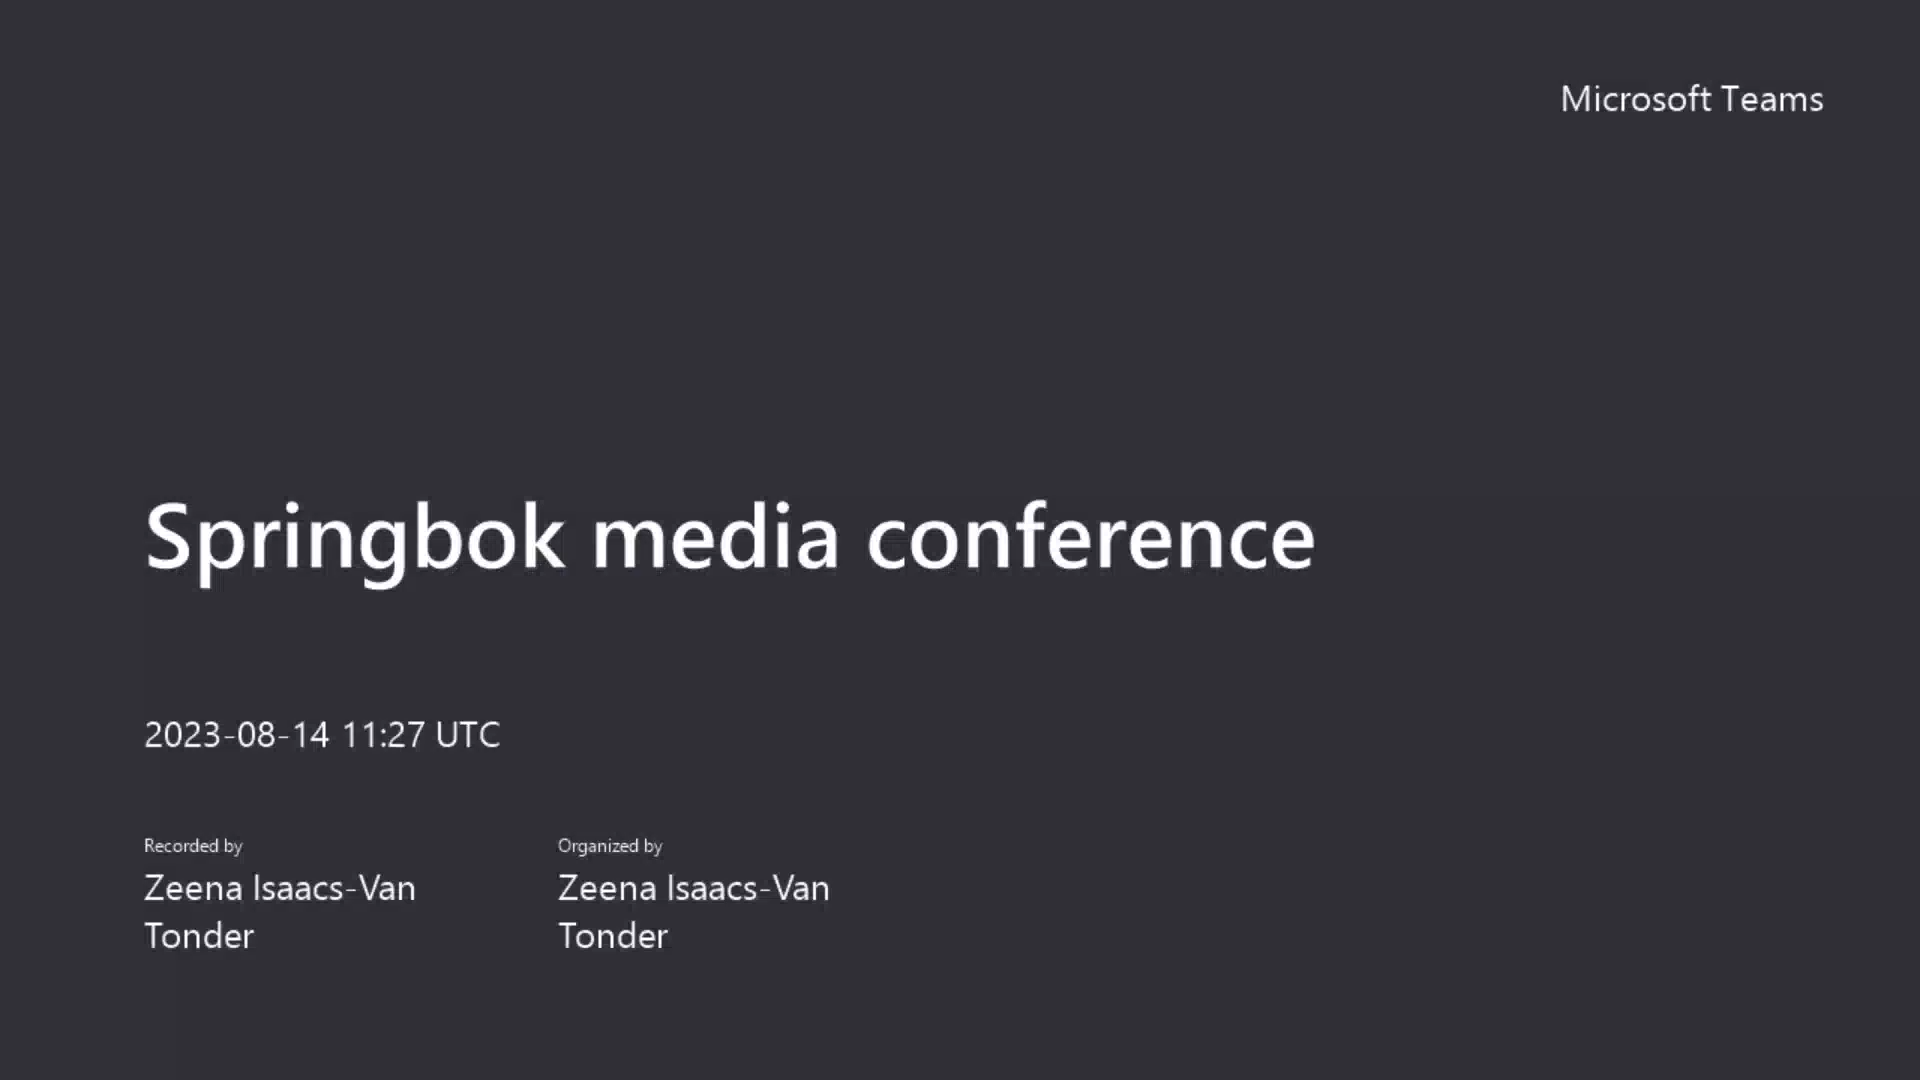 Microsoft Teams
Springbok media conference
2023-08-14 11:27 UTC
Recorded by
Zeena Isaacs-Van
Tonder
Organized by
Zeena Isaacs-Van
Tonder